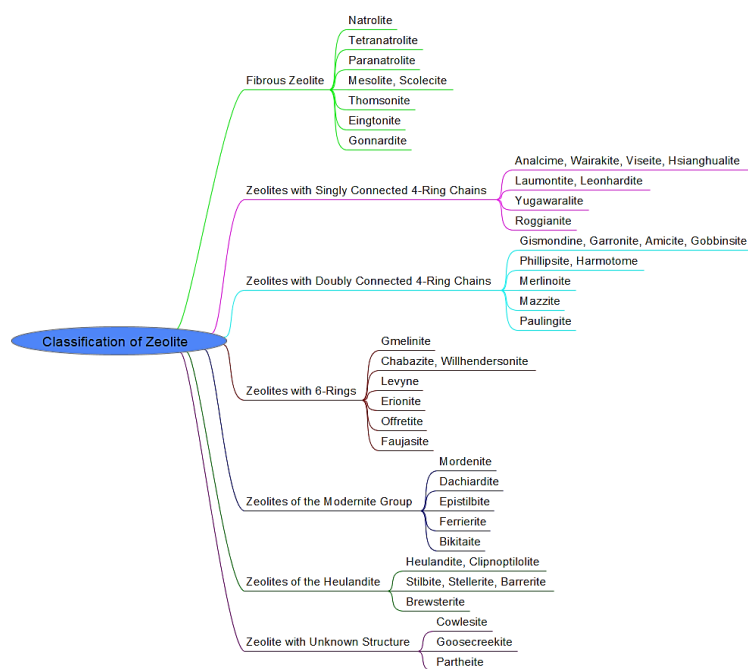 Classification of Zeolite
Fibrous Zeolite
Natrolite
Tetranatrolite
Paranatrolite
Mesolite, Scolecite
Thomsonite
Eingtonite
Gonnardite
Zeolites with Singly Connected 4-Ring Chains
Analcime, Wairakite, Viseite, Hsianghualite
Laumontite, Leonhardite
Yugawaralite
Roggianite
Zeolites with Doubly Connected 4-Ring Chains
Gismondine, Garronite, Amicite, Gobbinsite
Phillipsite, Harmotome
Merlinoite
Mazzite
Paulingite
Zeolites with 6-Rings
Gmelinite
Chabazite, Willhendersonite
Levyne
Erionite
Offretite
Faujasite
Zeolites of the Modernite Group
Mordenite
Dachiardite
Epistilbite
Ferrierite
Bikitaite
Zeolites of the Heulandite
Heulandite, Clipnoptilolite
Stilbite, Stellerite, Barrerite
Brewsterite
Zeolite with Unknown Structure
Cowlesite
Goosecreekite
Partheite